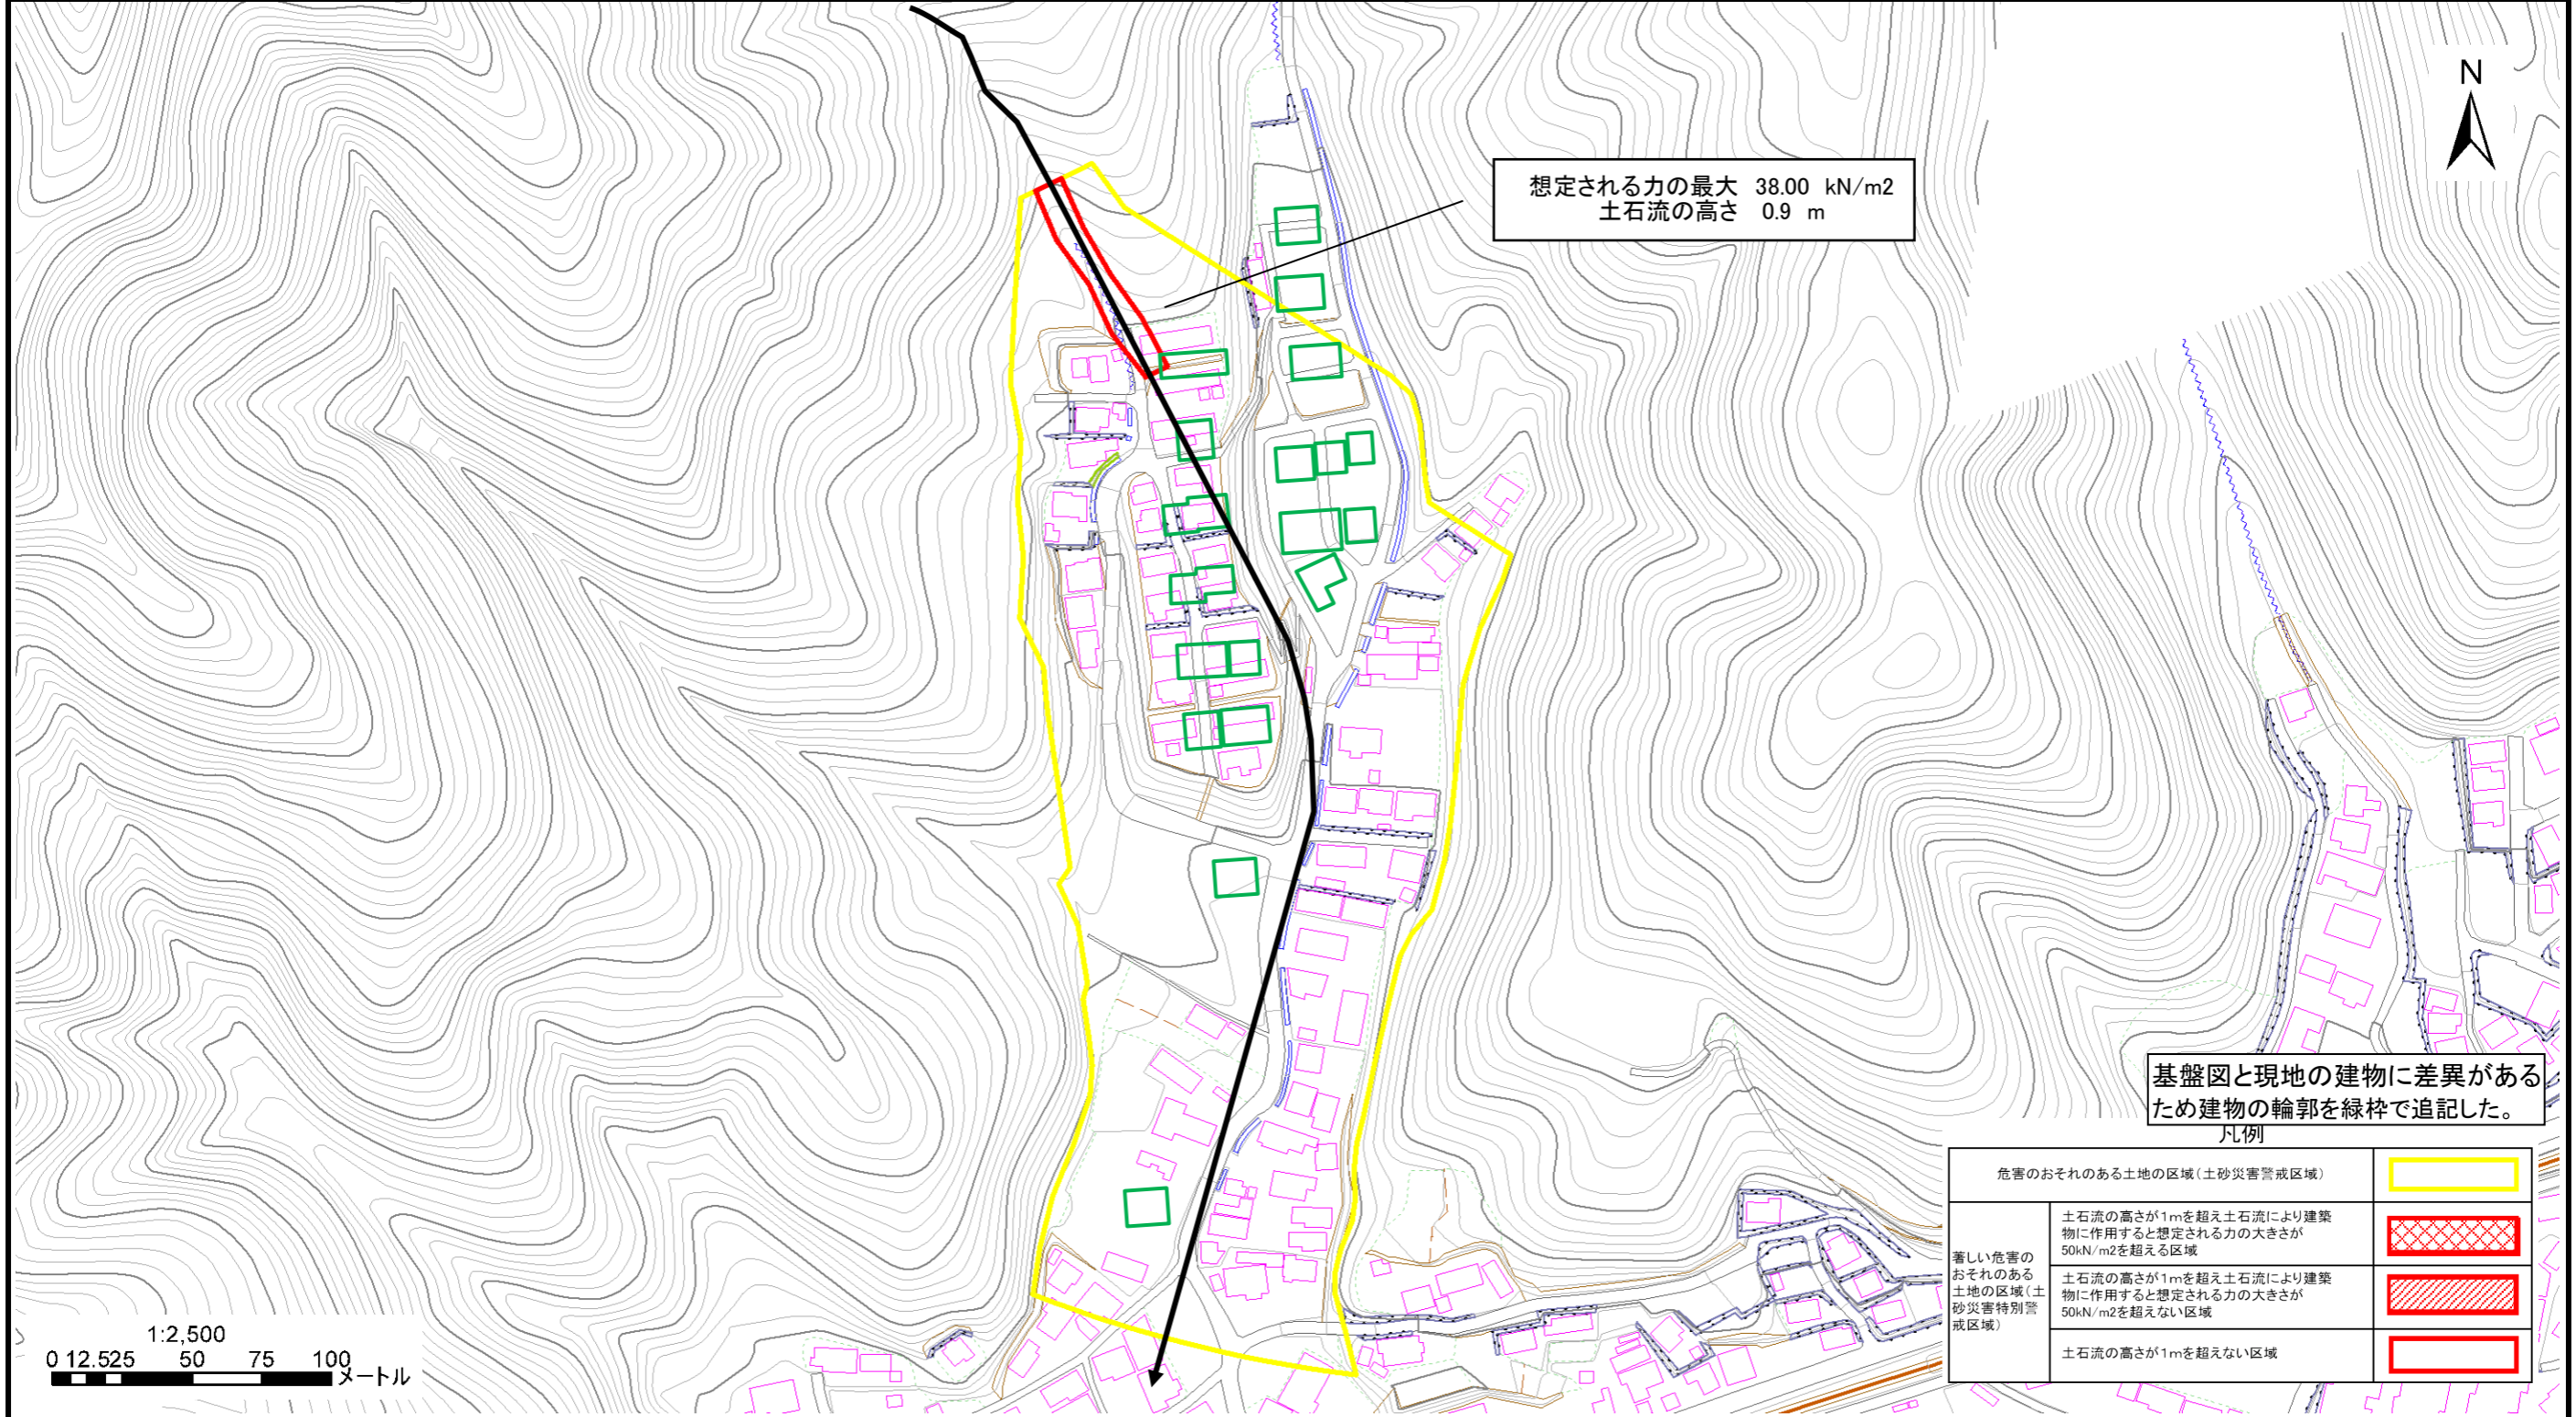 N
想定される力の最大 38.00 kN/m2
土石流の高さ 0.9 m
基盤図と現地の建物に差異がある
ため建物の輪郭を緑枠で追記した。
凡例
危害のおそれのある土地の区域(土砂災害警戒区域)
著しい危害の
おそれのある
土地の区域(土
砂災害特別警
戒区域)
土石流の高さが1mを超え土石流により建築
物に作用すると想定される力の大きさが
50kN/m2を超える区域
土石流の高さが1mを超え土石流により建築
物に作用すると想定される力の大きさが
50kN/m2を超えない区域
土石流の高さが1mを超えない区域
1:2,500
0 12.525 50 75 100
メートル